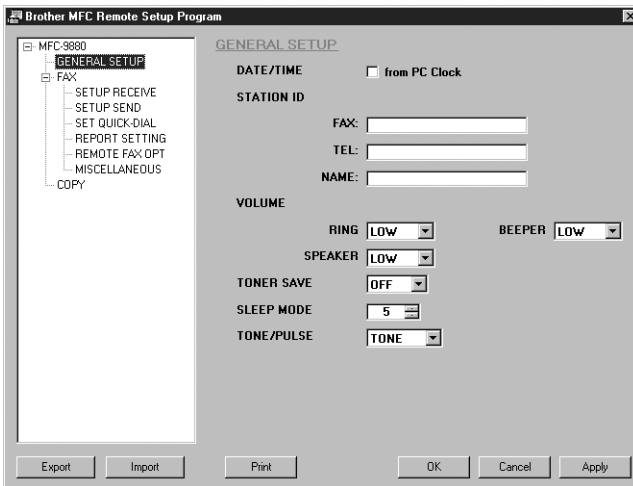 Brother MFC Remote Setup Program
MFC-9880
GENERAL SETUP
FAX
SETUP RECEIVE
SETUP SEND
SET QUICK-DIAL
REPORT SETTING
REMOTE FAX OPT
MISCELLANEOUS
COPY
GENERAL SETUP
DATE/TIME from PC Clock
STATION ID
FAX:
TEL:
NAME:
VOLUME
RING LOW BEEPER LOW
SPEAKER LOW
TONER SAVE OFF
SLEEP MODE 5
TONE/PULSE TONE
Export Import Print OK Cancel Apply